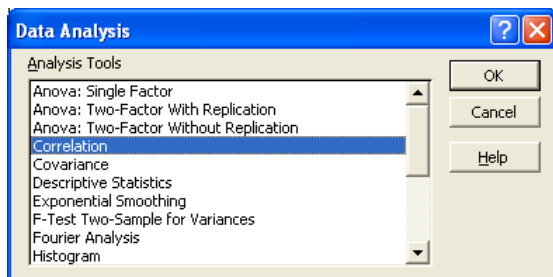 Data Analysis
Analysis Tools
Anova: Single Factor
Anova: Two-Factor With Replication
Anova: Two-Factor Without Replication
Correlation
Covariance
Descriptive Statistics
Exponential Smoothing
F-Test Two-Sample for Variances
Fourier Analysis
Histogram
OK
Cancel
Help